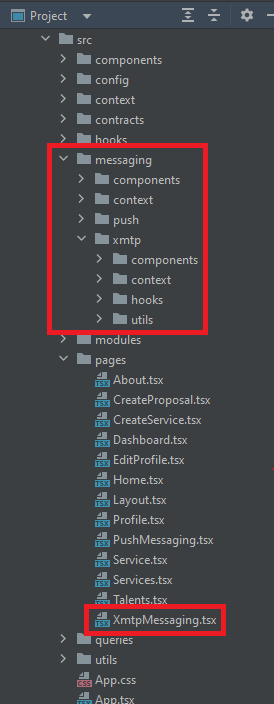 Project
src
components
config
context
contracts
hooks
messaging
components
context
push
xmtp
components
context
hooks
utils
modules
pages
About.tsx
CreateProposal.tsx
CreateService.tsx
Dashboard.tsx
EditProfile.tsx
Home.tsx
Layout.tsx
Profile.tsx
PushMessaging.tsx
Service.tsx
Services.tsx
Talents.tsx
XmtpMessaging.tsx
queries
utils
App.css
App.tsx